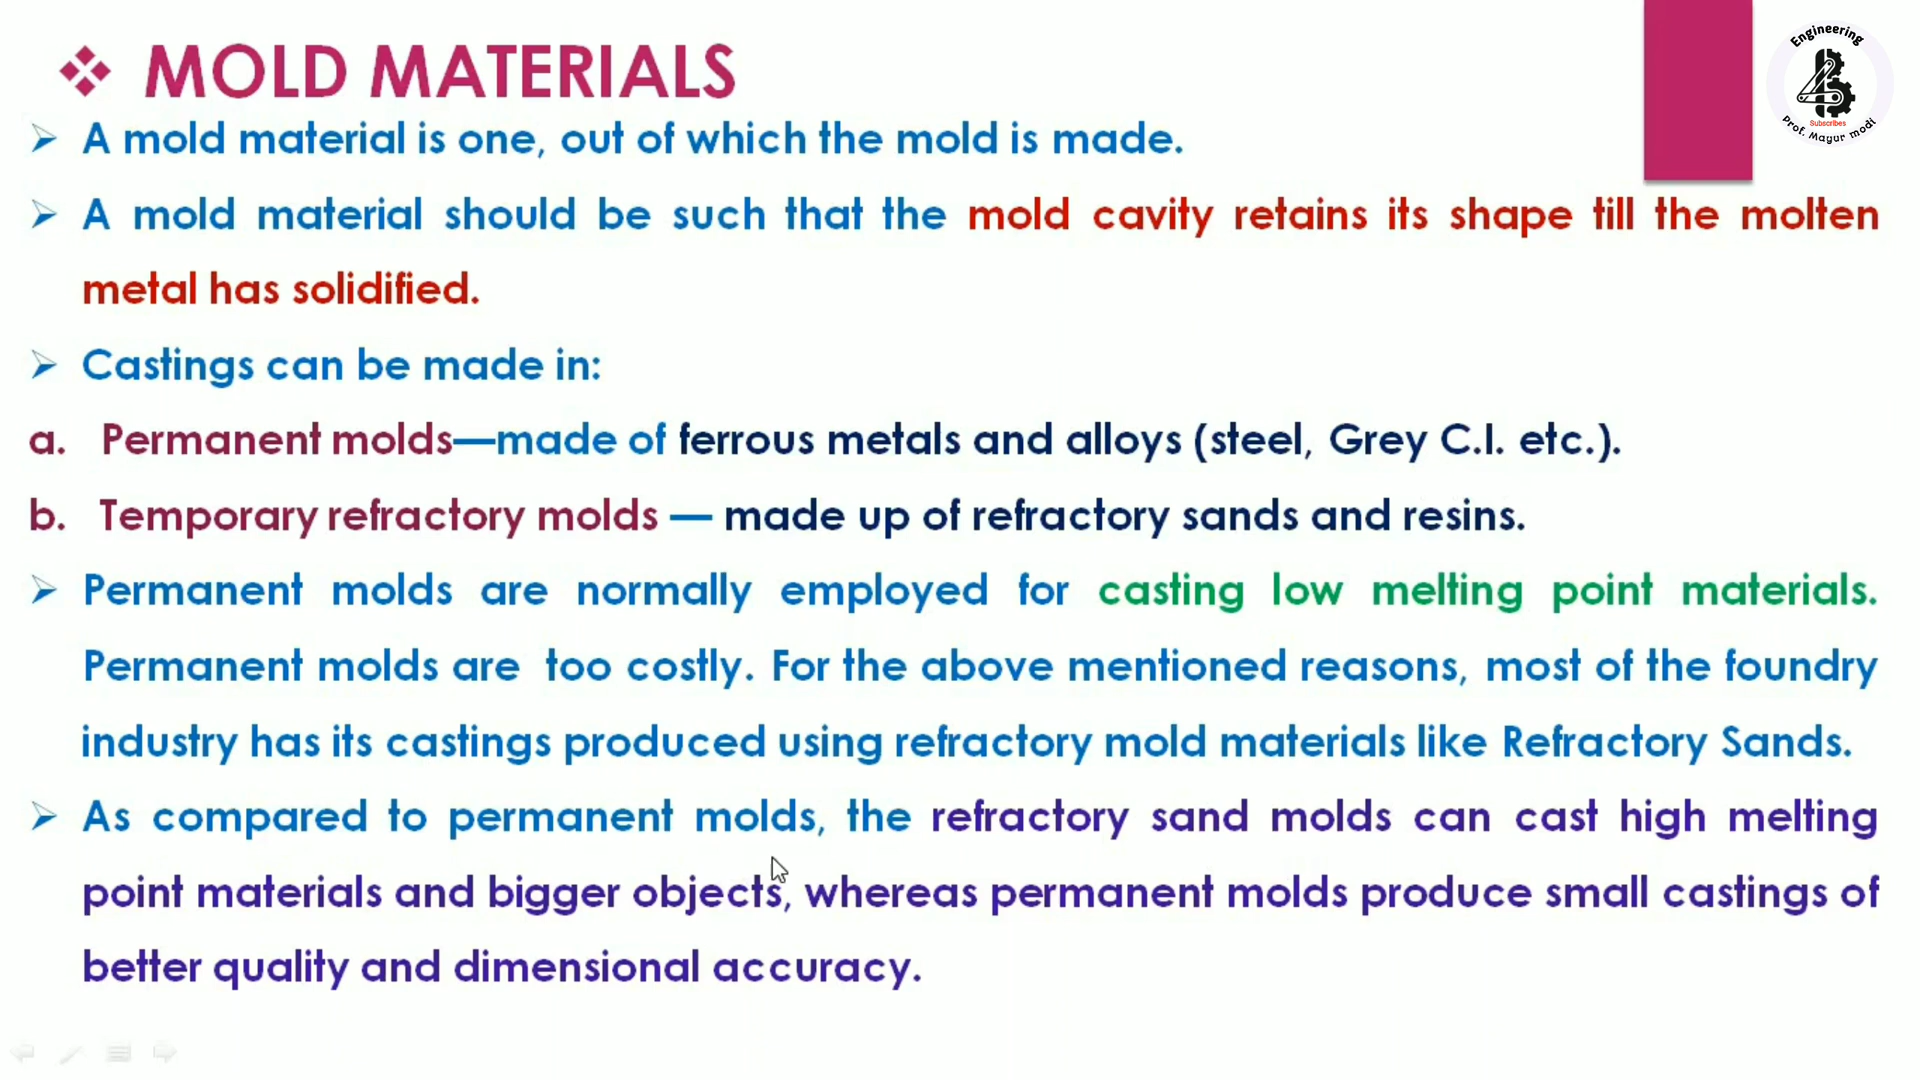 ❖ MOLD MATERIALS
Engineering
Subscribes
Prof. Mayur modi
➢ A mold material is one, out of which the mold is made.
➢ A mold material should be such that the mold cavity retains its shape till the molten
metal has solidified.
➢ Castings can be made in:
a. Permanent molds—made of ferrous metals and alloys (steel, Grey C.I. etc.).
b. Temporary refractory molds — made up of refractory sands and resins.
➢ Permanent molds are normally employed for casting low melting point materials.
Permanent molds are too costly. For the above mentioned reasons, most of the foundry
industry has its castings produced using refractory mold materials like Refractory Sands.
➢ As compared to permanent molds, the refractory sand molds can cast high melting
point materials and bigger objects, whereas permanent molds produce small castings of
better quality and dimensional accuracy.